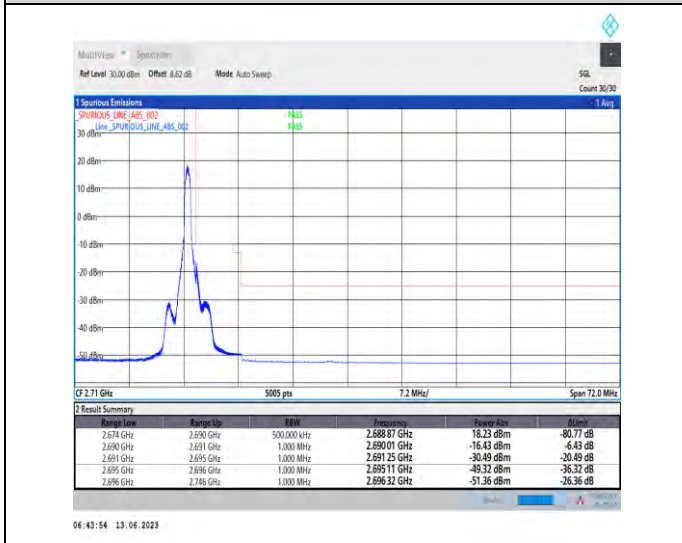 MultiView Spectrum
Ref Level 30.00 dBm Offset 8.62 dB Mode Auto Sweep SGL
Count 30/30
1 Spurious Emissions 1 Avg
_SPURIOUS_LINE_ABS_002 PASS
Line _SPURIOUS_LINE_ABS_002 PASS
30 dBm
20 dBm
10 dBm
0 dBm
-10 dBm
-20 dBm
-30 dBm
-40 dBm
-50 dBm
CF 2.71 GHz 5005 pts 7.2 MHz/ Span 72.0 MHz
2 Result Summary
Range Low Range Up RBW Frequency Power Abs ΔLimit
2.674 GHz 2.690 GHz 500.000 kHz 2.688 87 GHz 18.23 dBm -80.77 dB
2.690 GHz 2.691 GHz 1.000 MHz 2.690 01 GHz -16.43 dBm -6.43 dB
2.691 GHz 2.695 GHz 1.000 MHz 2.691 25 GHz -30.49 dBm -20.49 dB
2.695 GHz 2.696 GHz 1.000 MHz 2.695 11 GHz -49.32 dBm -36.32 dB
2.696 GHz 2.746 GHz 1.000 MHz 2.696 32 GHz -51.36 dBm -26.36 dB
06:43:54 13.06.2023